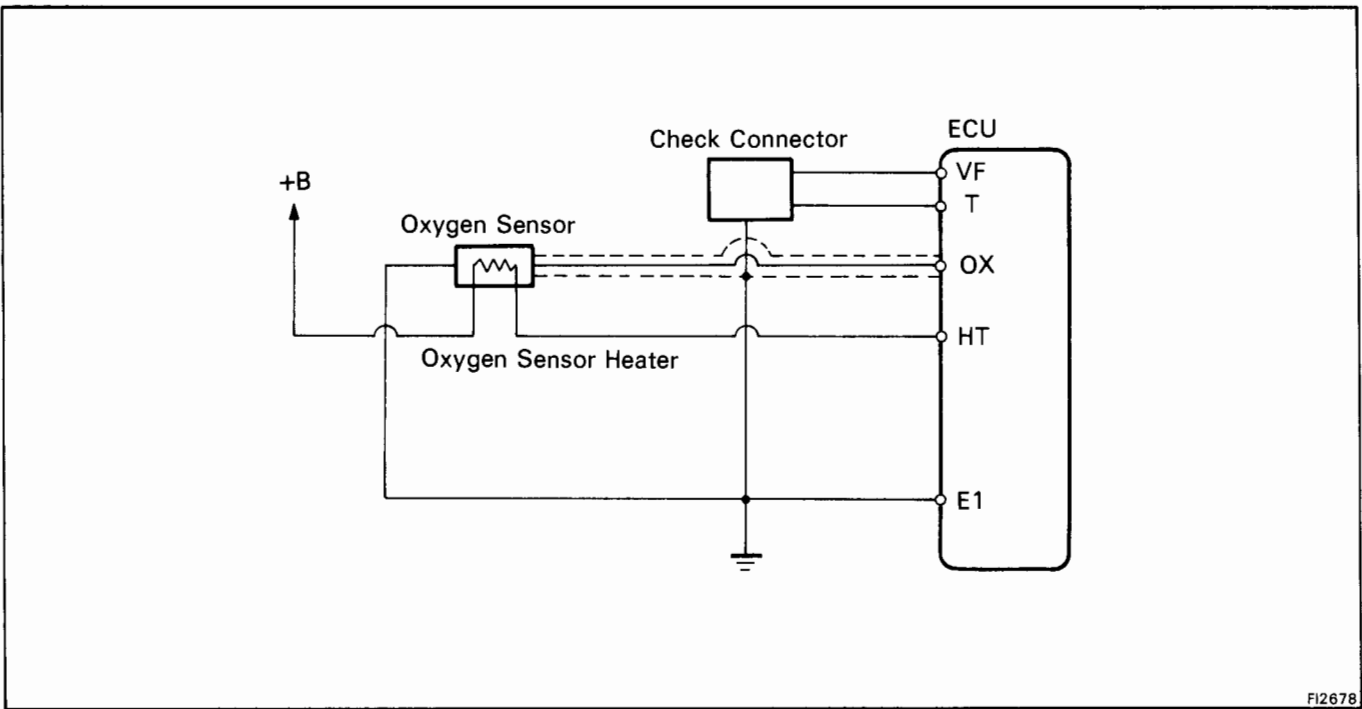 ECU
Check Connector
VF
+B
T
Oxygen Sensor
OX
HT
Oxygen Sensor Heater
E1
FI2678